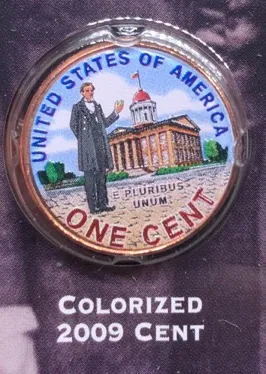 UNITED STATES OF AMERICA
E PLURIBUS
UNUM
ONE CENT
COLORIZED
2009 CENT